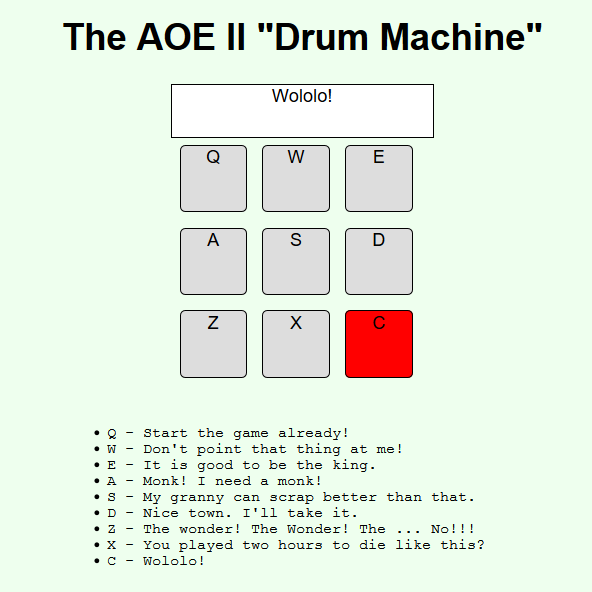 The AOE II "Drum Machine"
Wololo!
Q W E
A S D
Z X C
• Q - Start the game already!
• W - Don't point that thing at me!
• E - It is good to be the king.
• A - Monk! I need a monk!
• S - My granny can scrap better than that.
• D - Nice town. I'll take it.
• Z - The wonder! The Wonder! The ... No!!!
• X - You played two hours to die like this?
• C - Wololo!